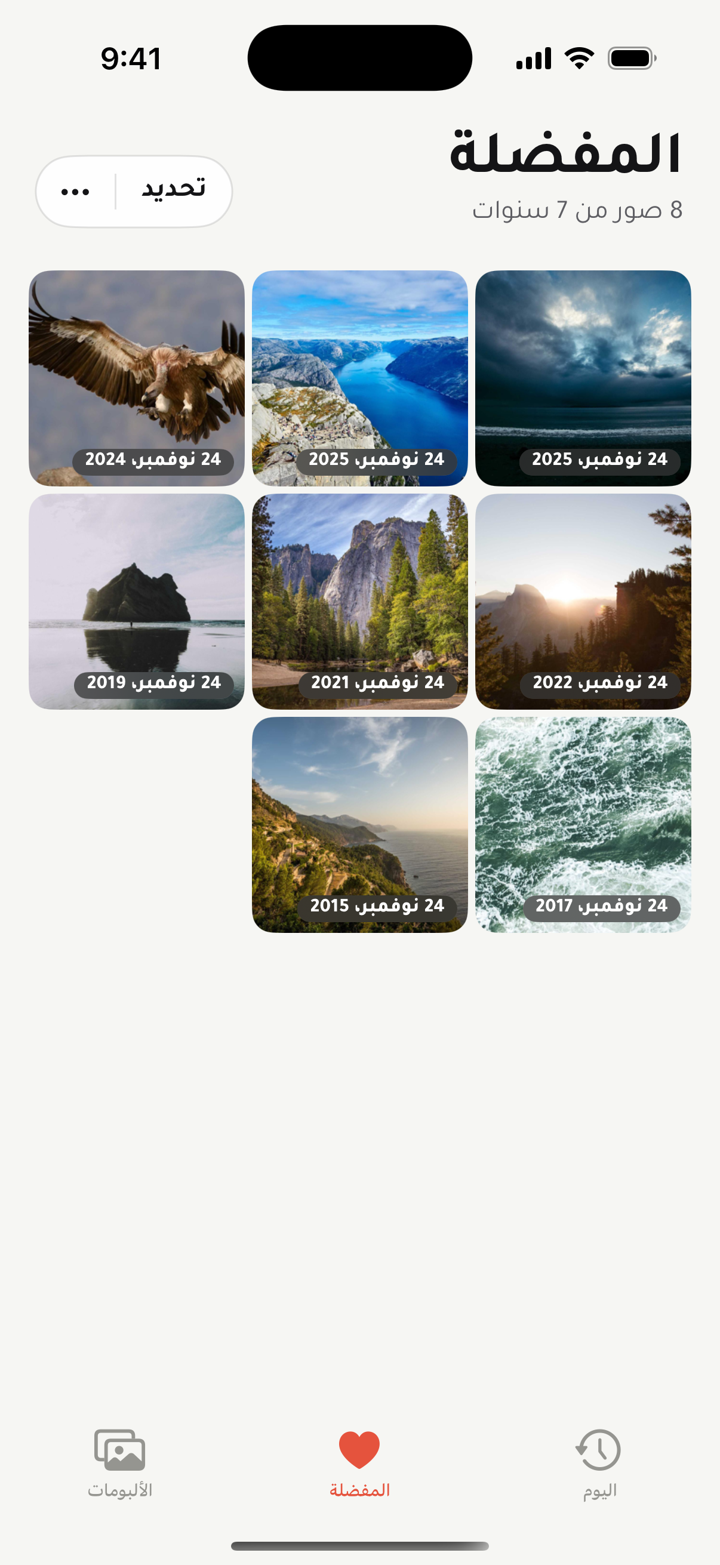 9:41
المفضلة
8 صور من 7 سنوات
تحديد
24 نوفمبر، 2025
24 نوفمبر، 2025
24 نوفمبر، 2024
24 نوفمبر، 2022
24 نوفمبر، 2021
24 نوفمبر، 2019
24 نوفمبر، 2017
24 نوفمبر، 2015
اليوم
المفضلة
الألبومات